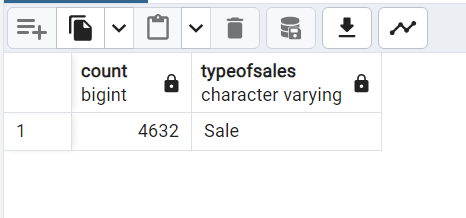 count typeofsales
bigint character varying
1 4632 Sale